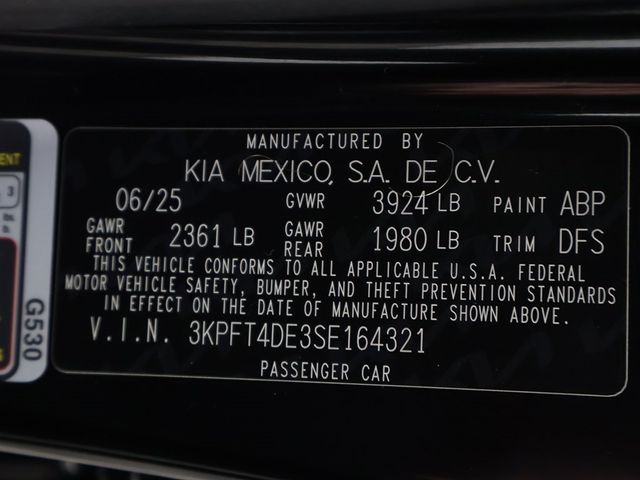 MANUFACTURED BY
KIA MEXICO, S.A. DE C.V.
06/25 GVWR 3924 LB PAINT ABP
GAWR FRONT 2361 LB GAWR REAR 1980 LB TRIM DFS
THIS VEHICLE CONFORMS TO ALL APPLICABLE U.S.A. FEDERAL
MOTOR VEHICLE SAFETY, BUMPER, AND THEFT PREVENTION STANDARDS
IN EFFECT ON THE DATE OF MANUFACTURE SHOWN ABOVE.
V.I.N. 3KPFT4DE3SE164321
PASSENGER CAR
G530
3
lbs.